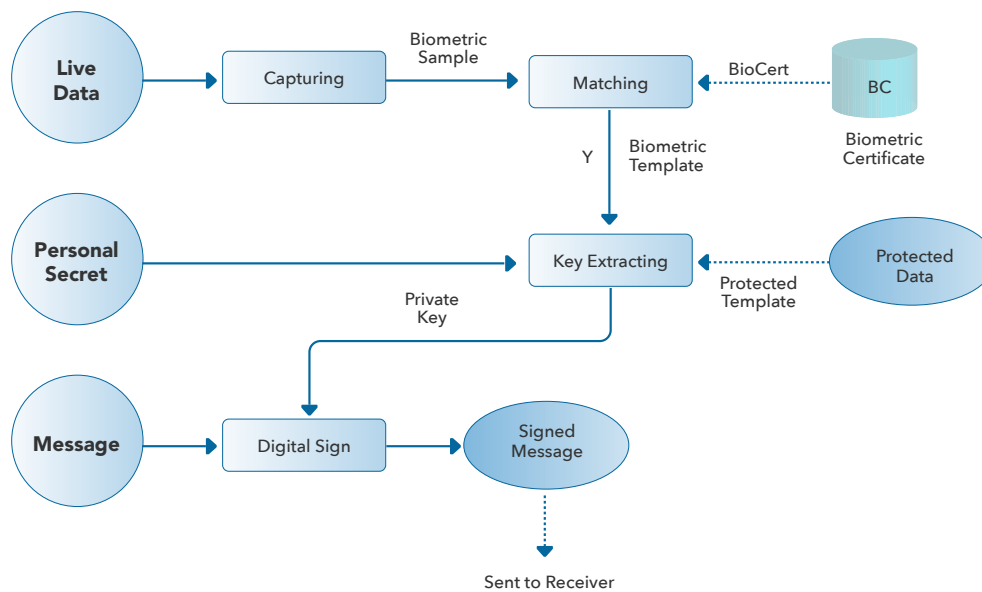 Live
Data
Capturing
Biometric
Sample
Matching
BioCert
BC
Biometric
Certificate
Y
Biometric
Template
Personal
Secret
Key Extracting
Protected
Template
Protected
Data
Private
Key
Message
Digital Sign
Signed
Message
Sent to Receiver